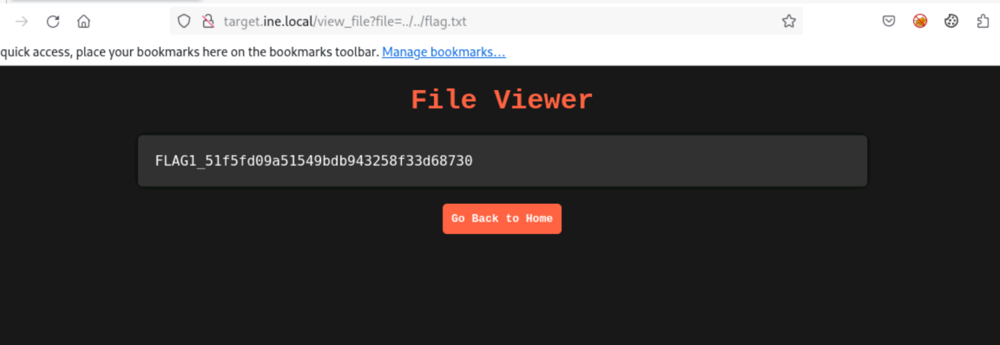 target.ine.local/view_file?file=../../flag.txt
quick access, place your bookmarks here on the bookmarks toolbar. Manage bookmarks...
File Viewer
FLAG1_51f5fd09a51549bdb943258f33d68730
Go Back to Home